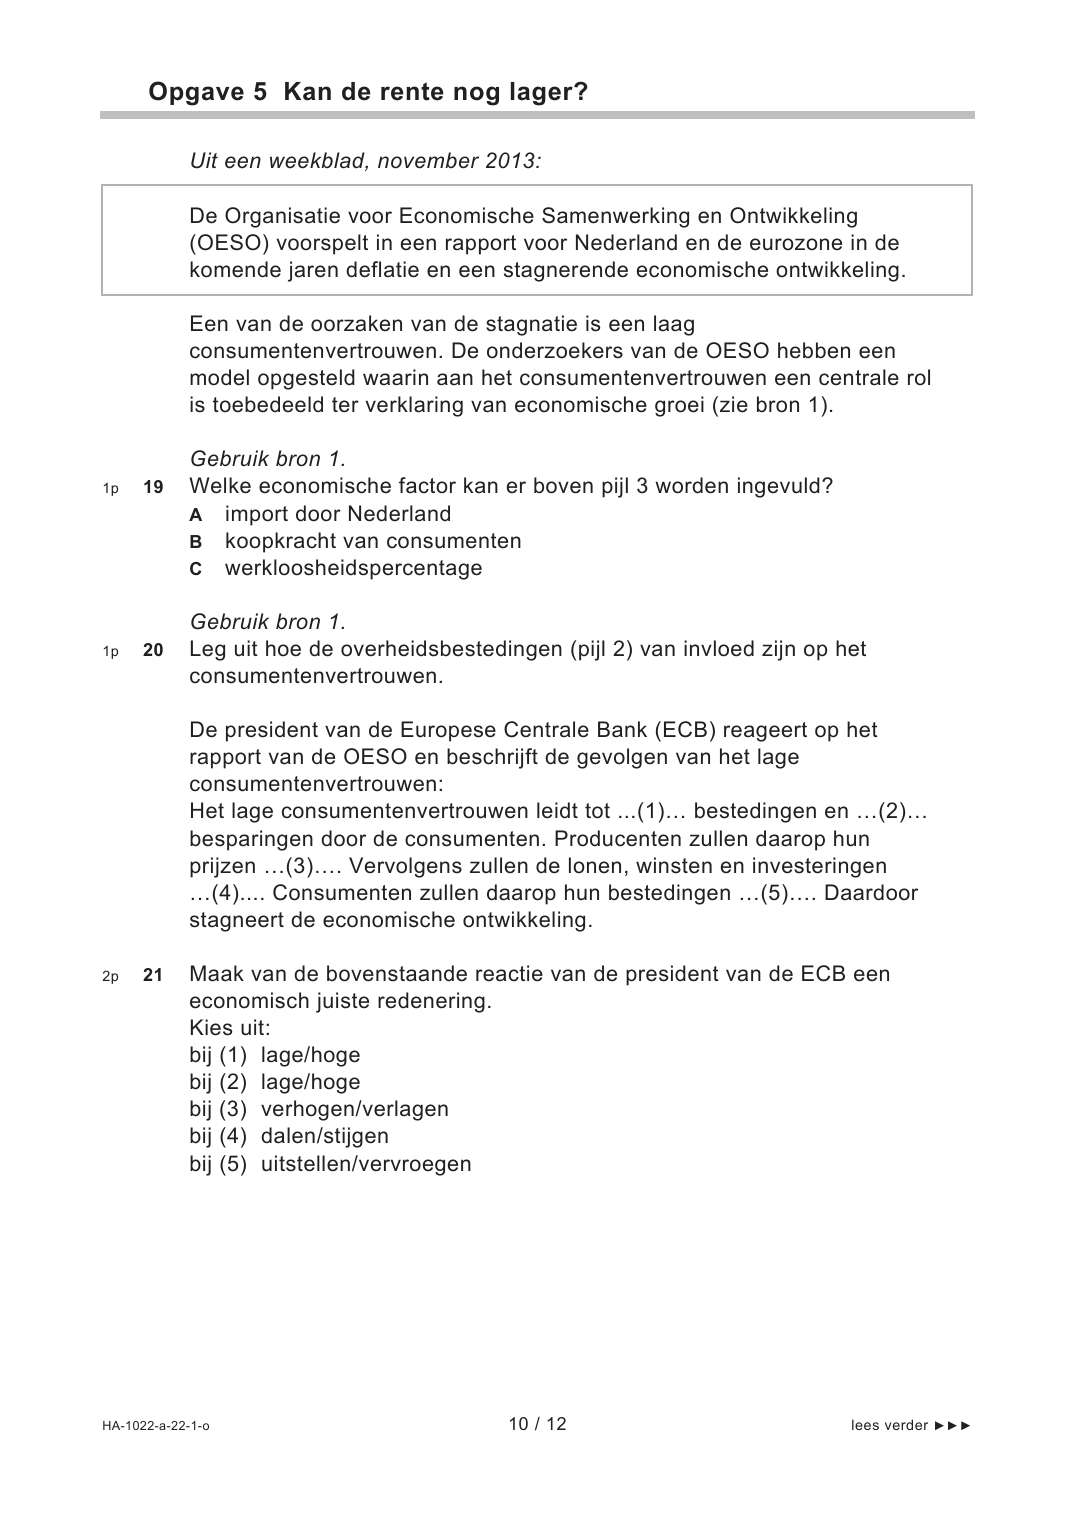 Opgave 5 Kan de rente nog lager?
Uit een weekblad, november 2013:
De Organisatie voor Economische Samenwerking en Ontwikkeling
(OESO) voorspelt in een rapport voor Nederland en de eurozone in de
komende jaren deflatie en een stagnerende economische ontwikkeling.
Een van de oorzaken van de stagnatie is een laag
consumentenvertrouwen. De onderzoekers van de OESO hebben een
model opgesteld waarin aan het consumentenvertrouwen een centrale rol
is toebedeeld ter verklaring van economische groei (zie bron 1).
Gebruik bron 1.
1p 19 Welke economische factor kan er boven pijl 3 worden ingevuld?
A import door Nederland
B koopkracht van consumenten
C werkloosheidspercentage
Gebruik bron 1.
1p 20 Leg uit hoe de overheidsbestedingen (pijl 2) van invloed zijn op het
consumentenvertrouwen.
De president van de Europese Centrale Bank (ECB) reageert op het
rapport van de OESO en beschrijft de gevolgen van het lage
consumentenvertrouwen:
Het lage consumentenvertrouwen leidt tot ...(1)… bestedingen en …(2)…
besparingen door de consumenten. Producenten zullen daarop hun
prijzen …(3)…. Vervolgens zullen de lonen, winsten en investeringen
…(4).... Consumenten zullen daarop hun bestedingen …(5)…. Daardoor
stagneert de economische ontwikkeling.
2p 21 Maak van de bovenstaande reactie van de president van de ECB een
economisch juiste redenering.
Kies uit:
bij (1) lage/hoge
bij (2) lage/hoge
bij (3) verhogen/verlagen
bij (4) dalen/stijgen
bij (5) uitstellen/vervroegen
HA-1022-a-22-1-o 10 / 12 lees verder ►►►